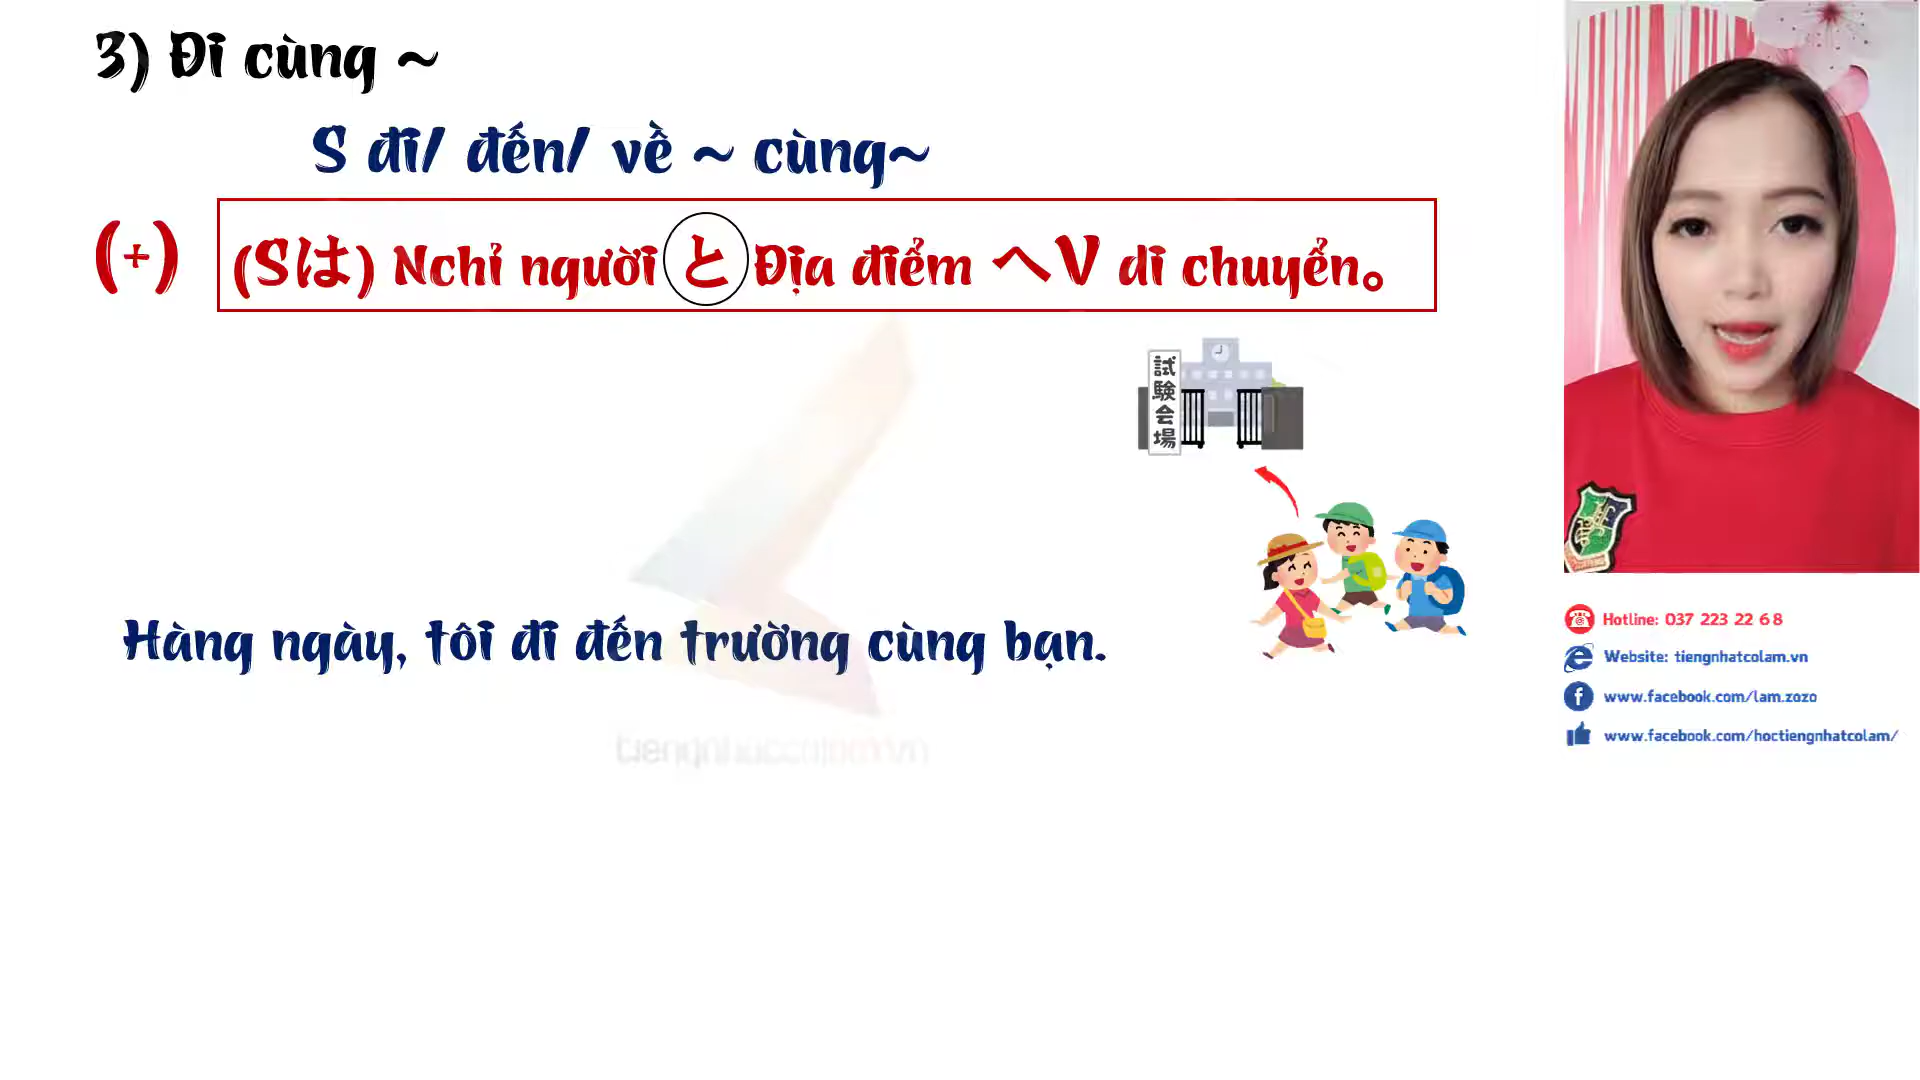 3) Đi cùng ~
S đi/ đến/ về ~ cùng~
(+) (Sは) Nchỉ người と Địa điểm へV di chuyển。
試験会場
Hàng ngày, tôi đi đến trường cùng bạn.
tiengnhatcolam.vn
Hotline: 037 223 22 68
Website: tiengnhatcolam.vn
www.facebook.com/lam.zozo
www.facebook.com/hoctiengnhatcolam/